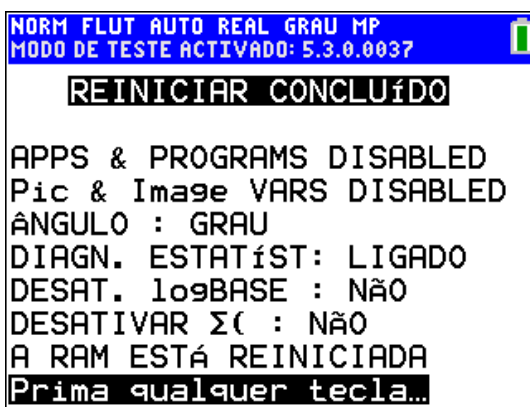 NORM FLUT AUTO REAL GRAU MP
MODO DE TESTE ACTIVADO: 5.3.0.0037
REINICIAR CONCLUíDO
APPS & PROGRAMS DISABLED
Pic & Image VARS DISABLED
ÂNGULO : GRAU
DIAGN. ESTATíST: LIGADO
DESAT. logBASE : NÃO
DESATIVAR Σ( : NÃO
A RAM ESTá REINICIADA
Prima qualquer tecla…